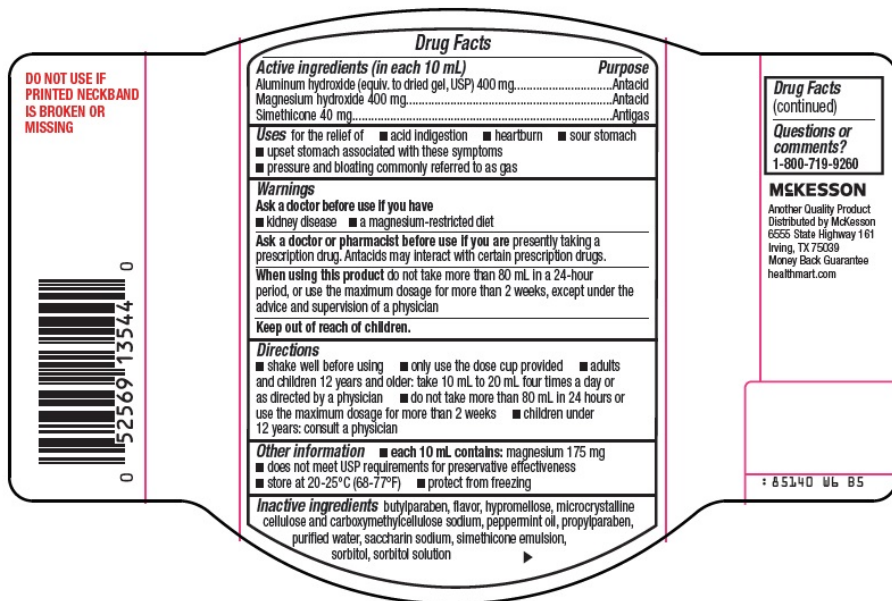 DO NOT USE IF
PRINTED NECKBAND
IS BROKEN OR
MISSING
0 52569 13544 0
Drug Facts
Active ingredients (in each 10 mL) Purpose
Aluminum hydroxide (equiv. to dried gel, USP) 400 mg..............................Antacid
Magnesium hydroxide 400 mg..............................Antacid
Simethicone 40 mg..............................Antigas
Uses for the relief of ■ acid indigestion ■ heartburn ■ sour stomach
■ upset stomach associated with these symptoms
■ pressure and bloating commonly referred to as gas
Warnings
Ask a doctor before use if you have
■ kidney disease ■ a magnesium-restricted diet
Ask a doctor or pharmacist before use if you are presently taking a
prescription drug. Antacids may interact with certain prescription drugs.
When using this product do not take more than 80 mL in a 24-hour
period, or use the maximum dosage for more than 2 weeks, except under the
advice and supervision of a physician
Keep out of reach of children.
Directions
■ shake well before using ■ only use the dose cup provided ■ adults
and children 12 years and older: take 10 mL to 20 mL four times a day or
as directed by a physician ■ do not take more than 80 mL in 24 hours or
use the maximum dosage for more than 2 weeks ■ children under
12 years: consult a physician
Other information ■ each 10 mL contains: magnesium 175 mg
■ does not meet USP requirements for preservative effectiveness
■ store at 20-25°C (68-77°F) ■ protect from freezing
Inactive ingredients butylparaben, flavor, hypromellose, microcrystalline
cellulose and carboxymethylcellulose sodium, peppermint oil, propylparaben,
purified water, saccharin sodium, simethicone emulsion,
sorbitol, sorbitol solution ▶
Drug Facts
(continued)
Questions or
comments?
1-800-719-9260
MCKESSON
Another Quality Product
Distributed by McKesson
6555 State Highway 161
Irving, TX 75039
Money Back Guarantee
healthmart.com
: 85140 W6 B5